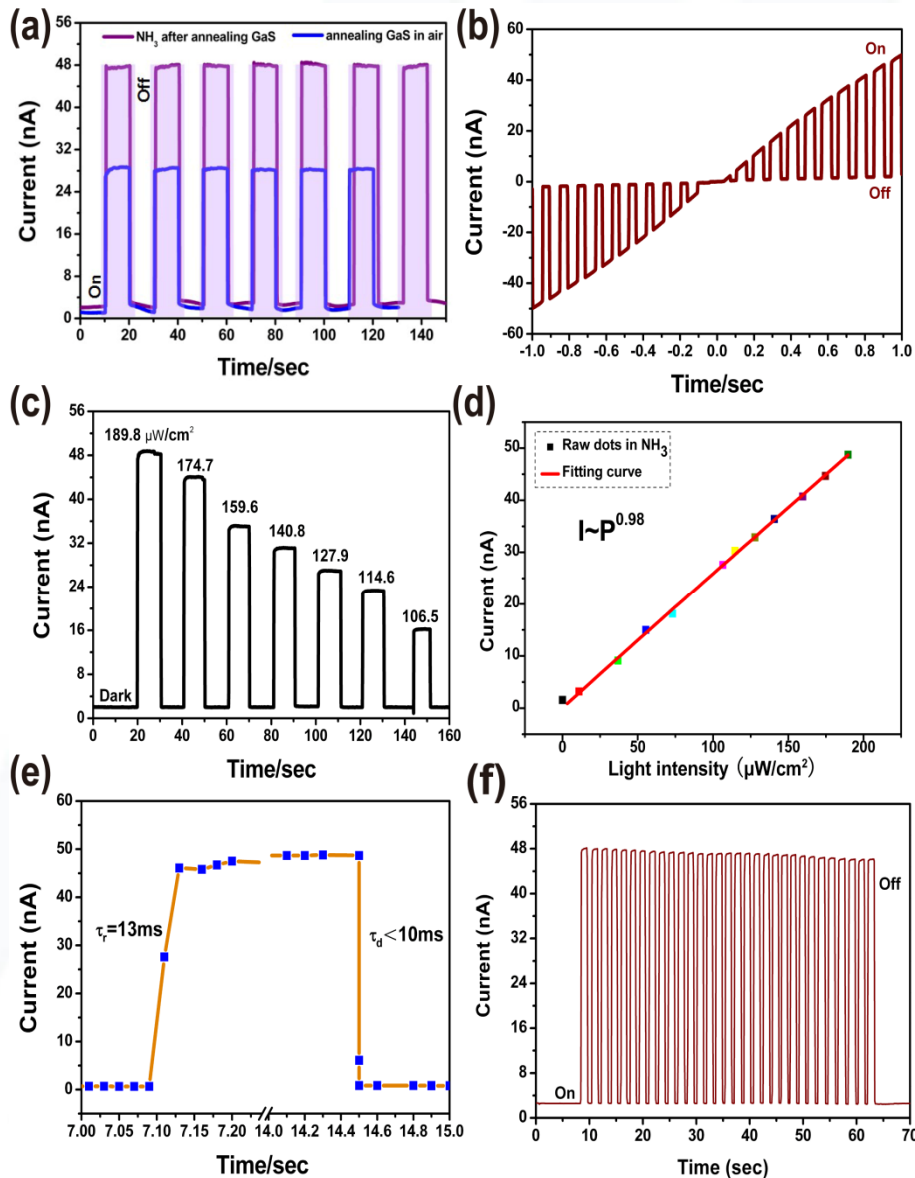 (a)
NH3 after annealing GaS
annealing GaS in air
56
48
40
32
24
16
8
0
Current (nA)
On
Off
0 20 40 60 80 100 120 140
Time/sec
(b)
40
20
0
-20
-40
-60
Current (nA)
On
Off
-1.0 -0.8 -0.6 -0.4 -0.2 0.0 0.2 0.4 0.6 0.8 1.0
Time/sec
(c)
56
48
40
32
24
16
8
0
Current (nA)
189.8 μW/cm2
174.7
159.6
140.8
127.9
114.6
106.5
Dark
0 20 40 60 80 100 120 140 160
Time/sec
(d)
50
40
30
20
10
0
Current (nA)
Raw dots in NH3
Fitting curve
I~P0.98
0 50 100 150 200
Light intensity (μW/cm2)
(e)
60
50
40
30
20
10
0
Current (nA)
τr=13ms
τd<10ms
7.00 7.05 7.10 7.20 14.0 14.2 14.4 14.6 14.8 15.0
Time/sec
(f)
56
48
40
32
24
16
8
0
Current (nA)
On
Off
0 10 20 30 40 50 60 70
Time (sec)